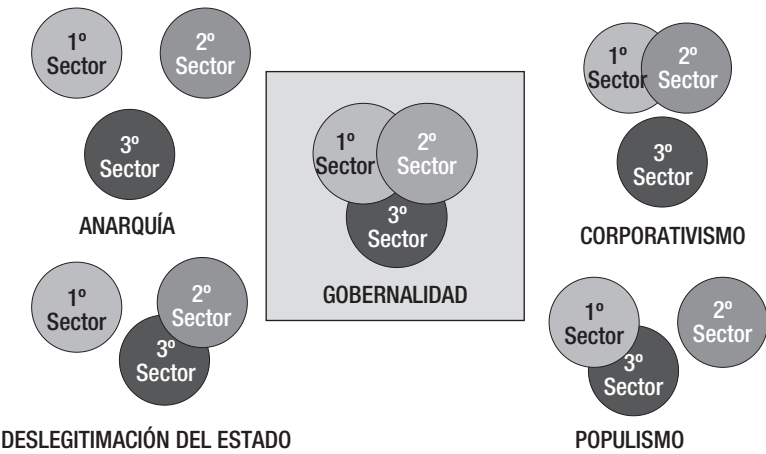 1º
Sector
2º
Sector
3º
Sector
ANARQUÍA
1º
Sector
2º
Sector
3º
Sector
GOBERNALIDAD
1º
Sector
2º
Sector
3º
Sector
CORPORATIVISMO
1º
Sector
2º
Sector
3º
Sector
DESLEGITIMACIÓN DEL ESTADO
1º
Sector
2º
Sector
3º
Sector
POPULISMO